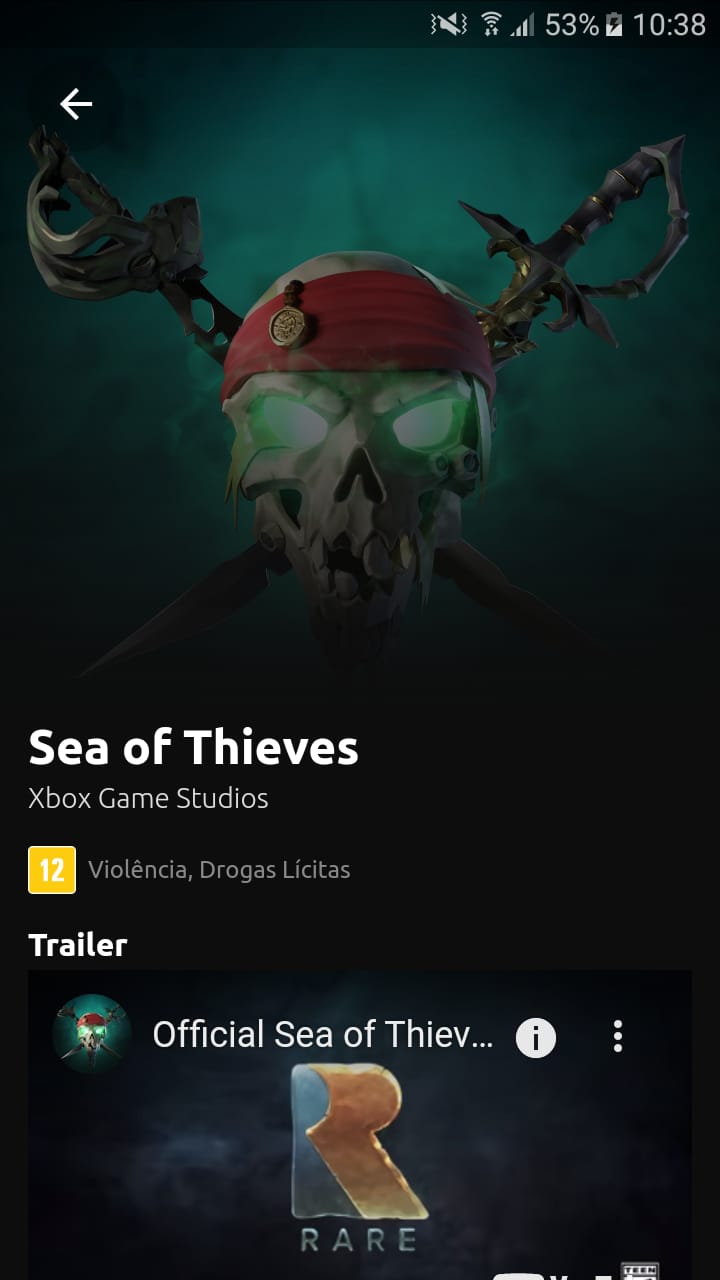 53% 10:38
Sea of Thieves
Xbox Game Studios
12 Violência, Drogas Lícitas
Trailer
Official Sea of Thiev...
RARE
TEEN